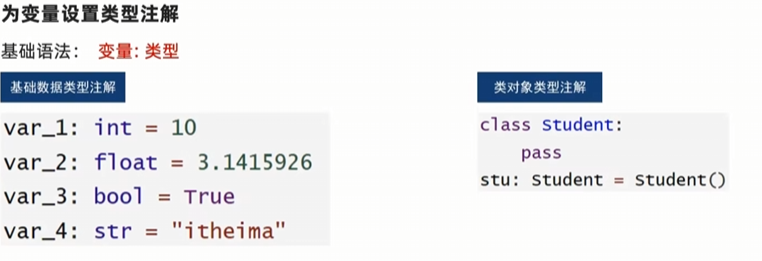 为变量设置类型注解
基础语法： 变量: 类型
基础数据类型注解
var_1: int = 10
var_2: float = 3.1415926
var_3: bool = True
var_4: str = "itheima"
类对象类型注解
class Student:
    pass
stu: Student = Student()